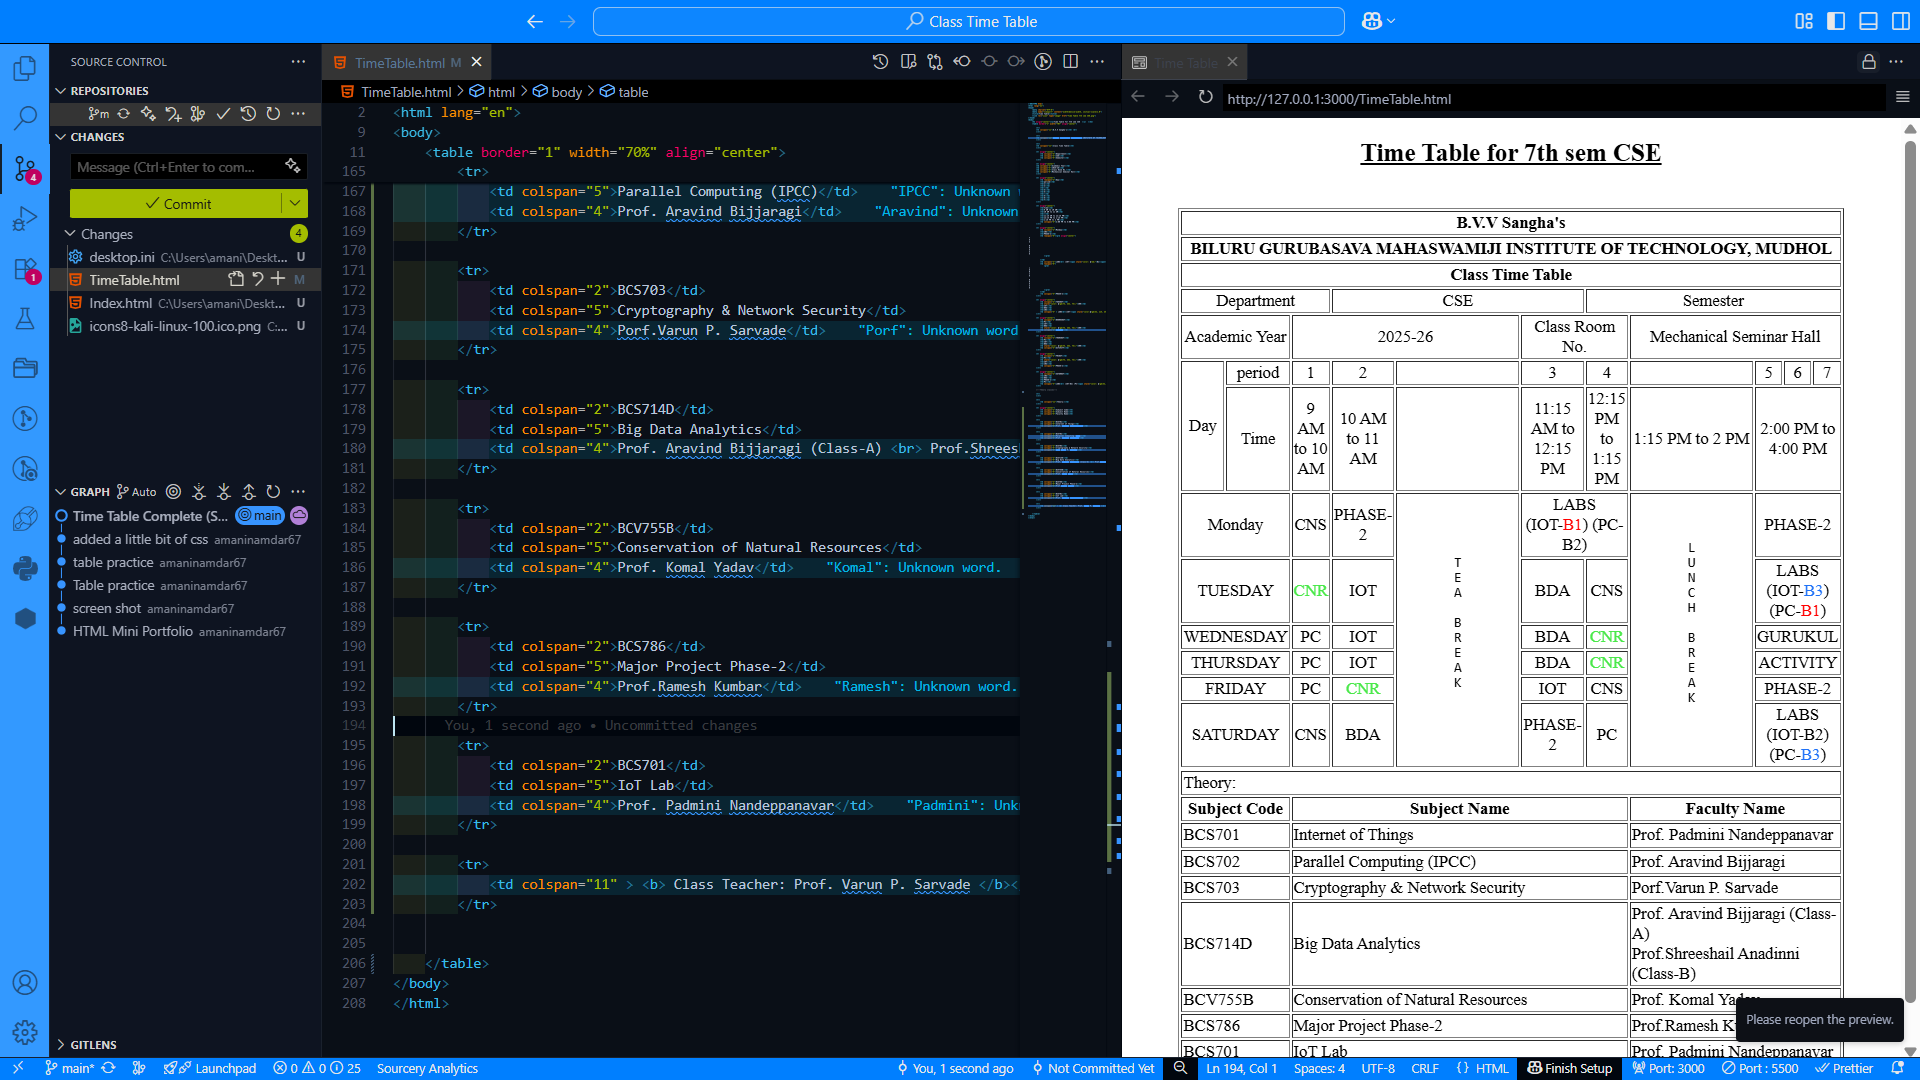 Class Time Table
SOURCE CONTROL
REPOSITORIES
m
CHANGES
Message (Ctrl+Enter to com...
Commit
Changes 4
desktop.ini C:\Users\amani\Deskt... U
TimeTable.html M
Index.html C:\Users\amani\Deskt... U
icons8-kali-linux-100.ico.png C:... U
4
1
GRAPH Auto
Time Table Complete (S... main
added a little bit of css amaninamdar67
table practice amaninamdar67
Table practice amaninamdar67
screen shot amaninamdar67
HTML Mini Portfolio amaninamdar67
GITLENS
TimeTable.html M
TimeTable.html > html > body > table
2 <html lang="en">
9 <body>
11 <table border="1" width="70%" align="center">
165 <tr>
167 <td colspan="5">Parallel Computing (IPCC)</td> "IPCC": Unknown
168 <td colspan="4">Prof. Aravind Bijjaragi</td> "Aravind": Unknown
169 </tr>
170
171 <tr>
172 <td colspan="2">BCS703</td>
173 <td colspan="5">Cryptography & Network Security</td>
174 <td colspan="4">Porf.Varun P. Sarvade</td> "Porf": Unknown word
175 </tr>
176
177 <tr>
178 <td colspan="2">BCS714D</td>
179 <td colspan="5">Big Data Analytics</td>
180 <td colspan="4">Prof. Aravind Bijjaragi (Class-A) <br> Prof.Shrees
181 </tr>
182
183 <tr>
184 <td colspan="2">BCV755B</td>
185 <td colspan="5">Conservation of Natural Resources</td>
186 <td colspan="4">Prof. Komal Yadav</td> "Komal": Unknown word.
187 </tr>
188
189 <tr>
190 <td colspan="2">BCS786</td>
191 <td colspan="5">Major Project Phase-2</td>
192 <td colspan="4">Prof.Ramesh Kumbar</td> "Ramesh": Unknown word.
193 </tr>
194 You, 1 second ago • Uncommitted changes
195 <tr>
196 <td colspan="2">BCS701</td>
197 <td colspan="5">IoT Lab</td>
198 <td colspan="4">Prof. Padmini Nandeppanavar</td> "Padmini": Unk
199 </tr>
200
201 <tr>
202 <td colspan="11" > <b> Class Teacher: Prof. Varun P. Sarvade </b><
203 </tr>
204
205
206 </table>
207 </body>
208 </html>
Time Table
http://127.0.0.1:3000/TimeTable.html
Time Table for 7th sem CSE
B.V.V Sangha's
BILURU GURUBASAVA MAHASWAMIJI INSTITUTE OF TECHNOLOGY, MUDHOL
Class Time Table
Department CSE Semester
Academic Year 2025-26 Class Room No. Mechanical Seminar Hall
Day period 1 2 3 4 5 6 7
Time 9 AM to 10 AM 10 AM to 11 AM 11:15 AM to 12:15 PM 12:15 PM to 1:15 PM 1:15 PM to 2 PM 2:00 PM to 4:00 PM
Monday CNS PHASE-2 TEA BREAK LABS (IOT-B1) (PC-B2) LUNCH BREAK PHASE-2
TUESDAY CNR IOT BDA CNS LABS (IOT-B3) (PC-B1)
WEDNESDAY PC IOT BDA CNR GURUKUL
THURSDAY PC IOT BDA CNR ACTIVITY
FRIDAY PC CNR IOT CNS PHASE-2
SATURDAY CNS BDA PHASE-2 PC LABS (IOT-B2) (PC-B3)
Theory:
Subject Code Subject Name Faculty Name
BCS701 Internet of Things Prof. Padmini Nandeppanavar
BCS702 Parallel Computing (IPCC) Prof. Aravind Bijjaragi
BCS703 Cryptography & Network Security Porf.Varun P. Sarvade
BCS714D Big Data Analytics Prof. Aravind Bijjaragi (Class-A) Prof.Shreeshail Anadinni (Class-B)
BCV755B Conservation of Natural Resources Prof. Komal Yadav
BCS786 Major Project Phase-2 Prof.Ramesh K
BCS701 IoT Lab Prof. Padmini Nandeppanavar
Please reopen the preview.
main* Launchpad 0 0 25 Sourcery Analytics You, 1 second ago Not Committed Yet Ln 194, Col 1 Spaces: 4 UTF-8 CRLF {} HTML Finish Setup Port: 3000 Port : 5500 Prettier